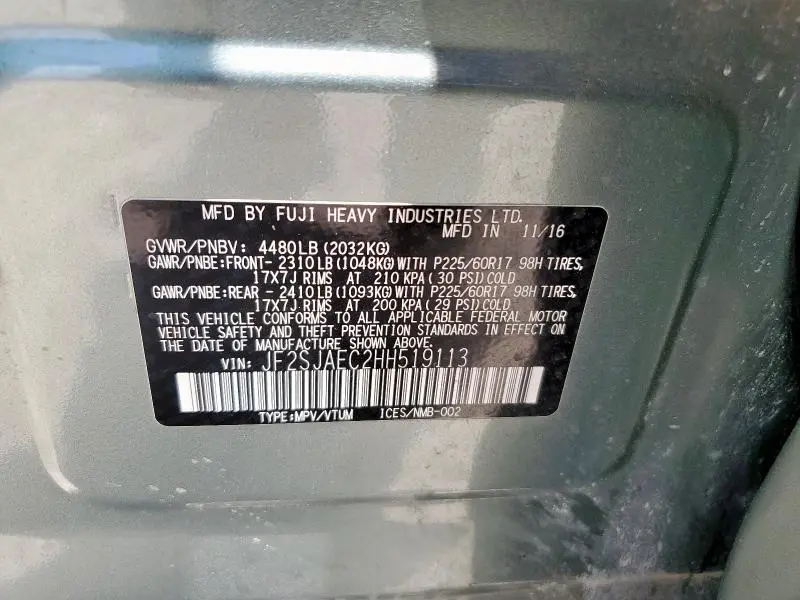 MFD BY FUJI HEAVY INDUSTRIES LTD.
MFD IN 11/16
GVWR/PNBV: 4480LB(2032KG)
GAWR/PNBE:FRONT- 2310LB(1048KG)WITH P225/60R17 98H TIRES,
17X7J RIMS AT 210 KPA(30 PSI)COLD
GAWR/PNBE:REAR - 2410LB(1093KG)WITH P225/60R17 98H TIRES,
17X7J RIMS AT 200 KPA(29 PSI)COLD
THIS VEHICLE CONFORMS TO ALL APPLICABLE FEDERAL MOTOR
VEHICLE SAFETY AND THEFT PREVENTION STANDARDS IN EFFECT ON
THE DATE OF MANUFACTURE SHOWN ABOVE.
VIN: JF2SJAEC2HH519113
TYPE:MPV/VTUM ICES/NMB-002